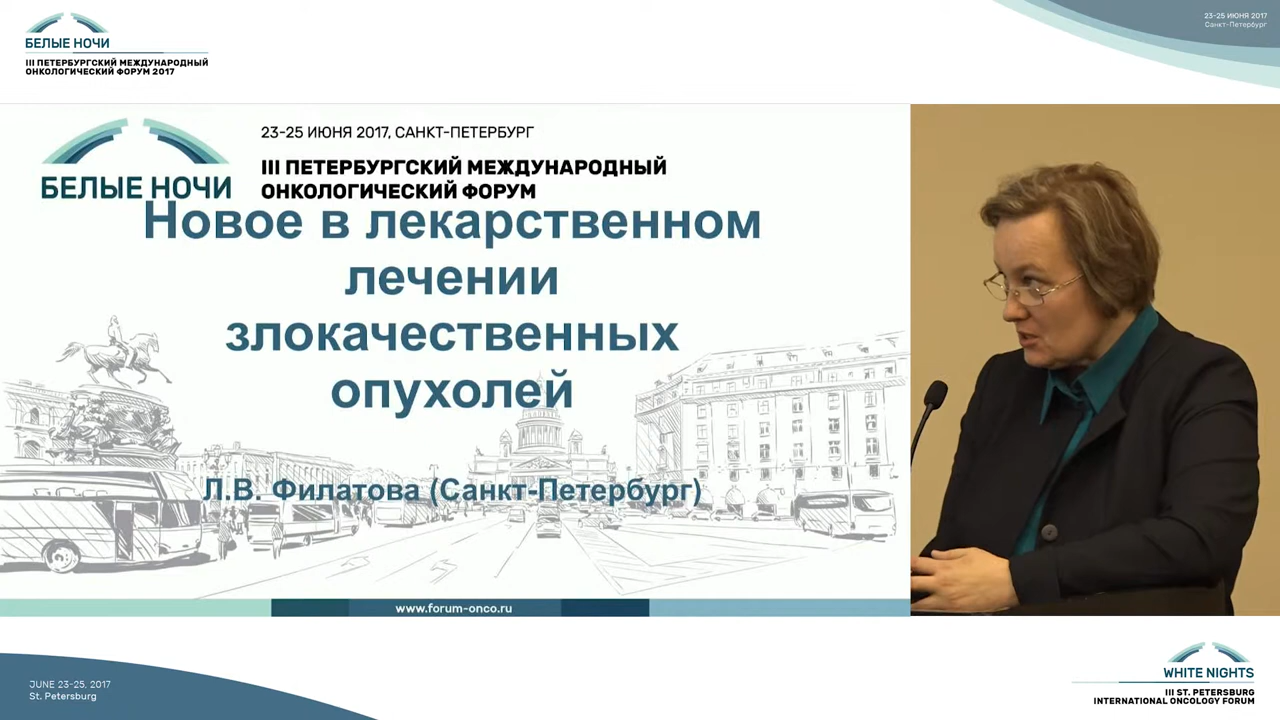 БЕЛЫЕ НОЧИ
III ПЕТЕРБУРГСКИЙ МЕЖДУНАРОДНЫЙ
ОНКОЛОГИЧЕСКИЙ ФОРУМ 2017
23-25 ИЮНЯ 2017
Санкт-Петербург
23-25 ИЮНЯ 2017, САНКТ-ПЕТЕРБУРГ
III ПЕТЕРБУРГСКИЙ МЕЖДУНАРОДНЫЙ
ОНКОЛОГИЧЕСКИЙ ФОРУМ
БЕЛЫЕ НОЧИ
Новое в лекарственном
лечении
злокачественных
опухолей
Л.В. Филатова (Санкт-Петербург)
www.forum-onco.ru
JUNE 23-25, 2017
St. Petersburg
WHITE NIGHTS
III ST. PETERSBURG
INTERNATIONAL ONCOLOGY FORUM